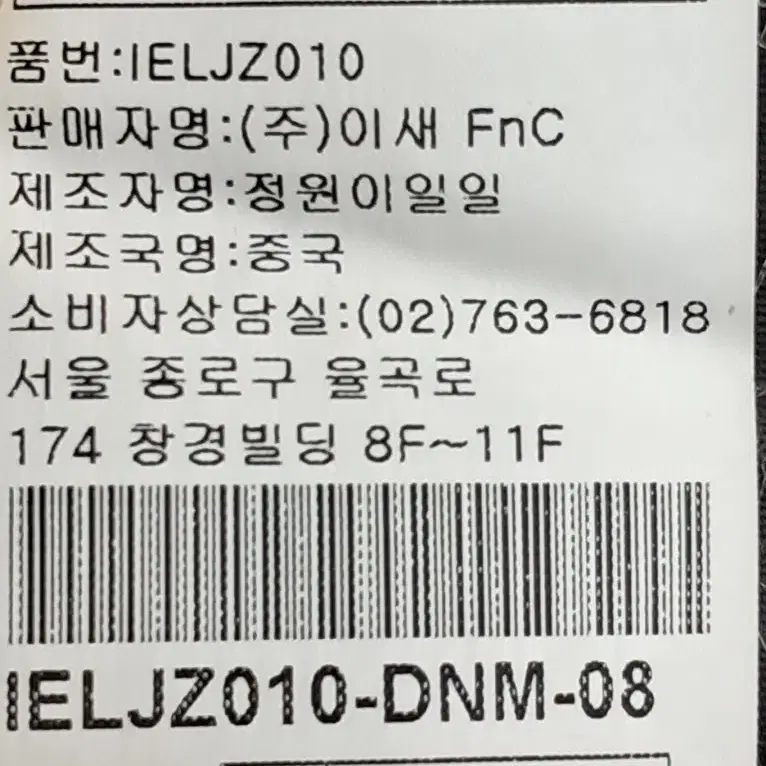 품번:IELJZ010
판매자명:(주)이새 FnC
제조자명:정원이일일
제조국명:중국
소비자상담실:(02)763-6818
서울 종로구 율곡로
174 창경빌딩 8F~11F
IELJZ010-DNM-08